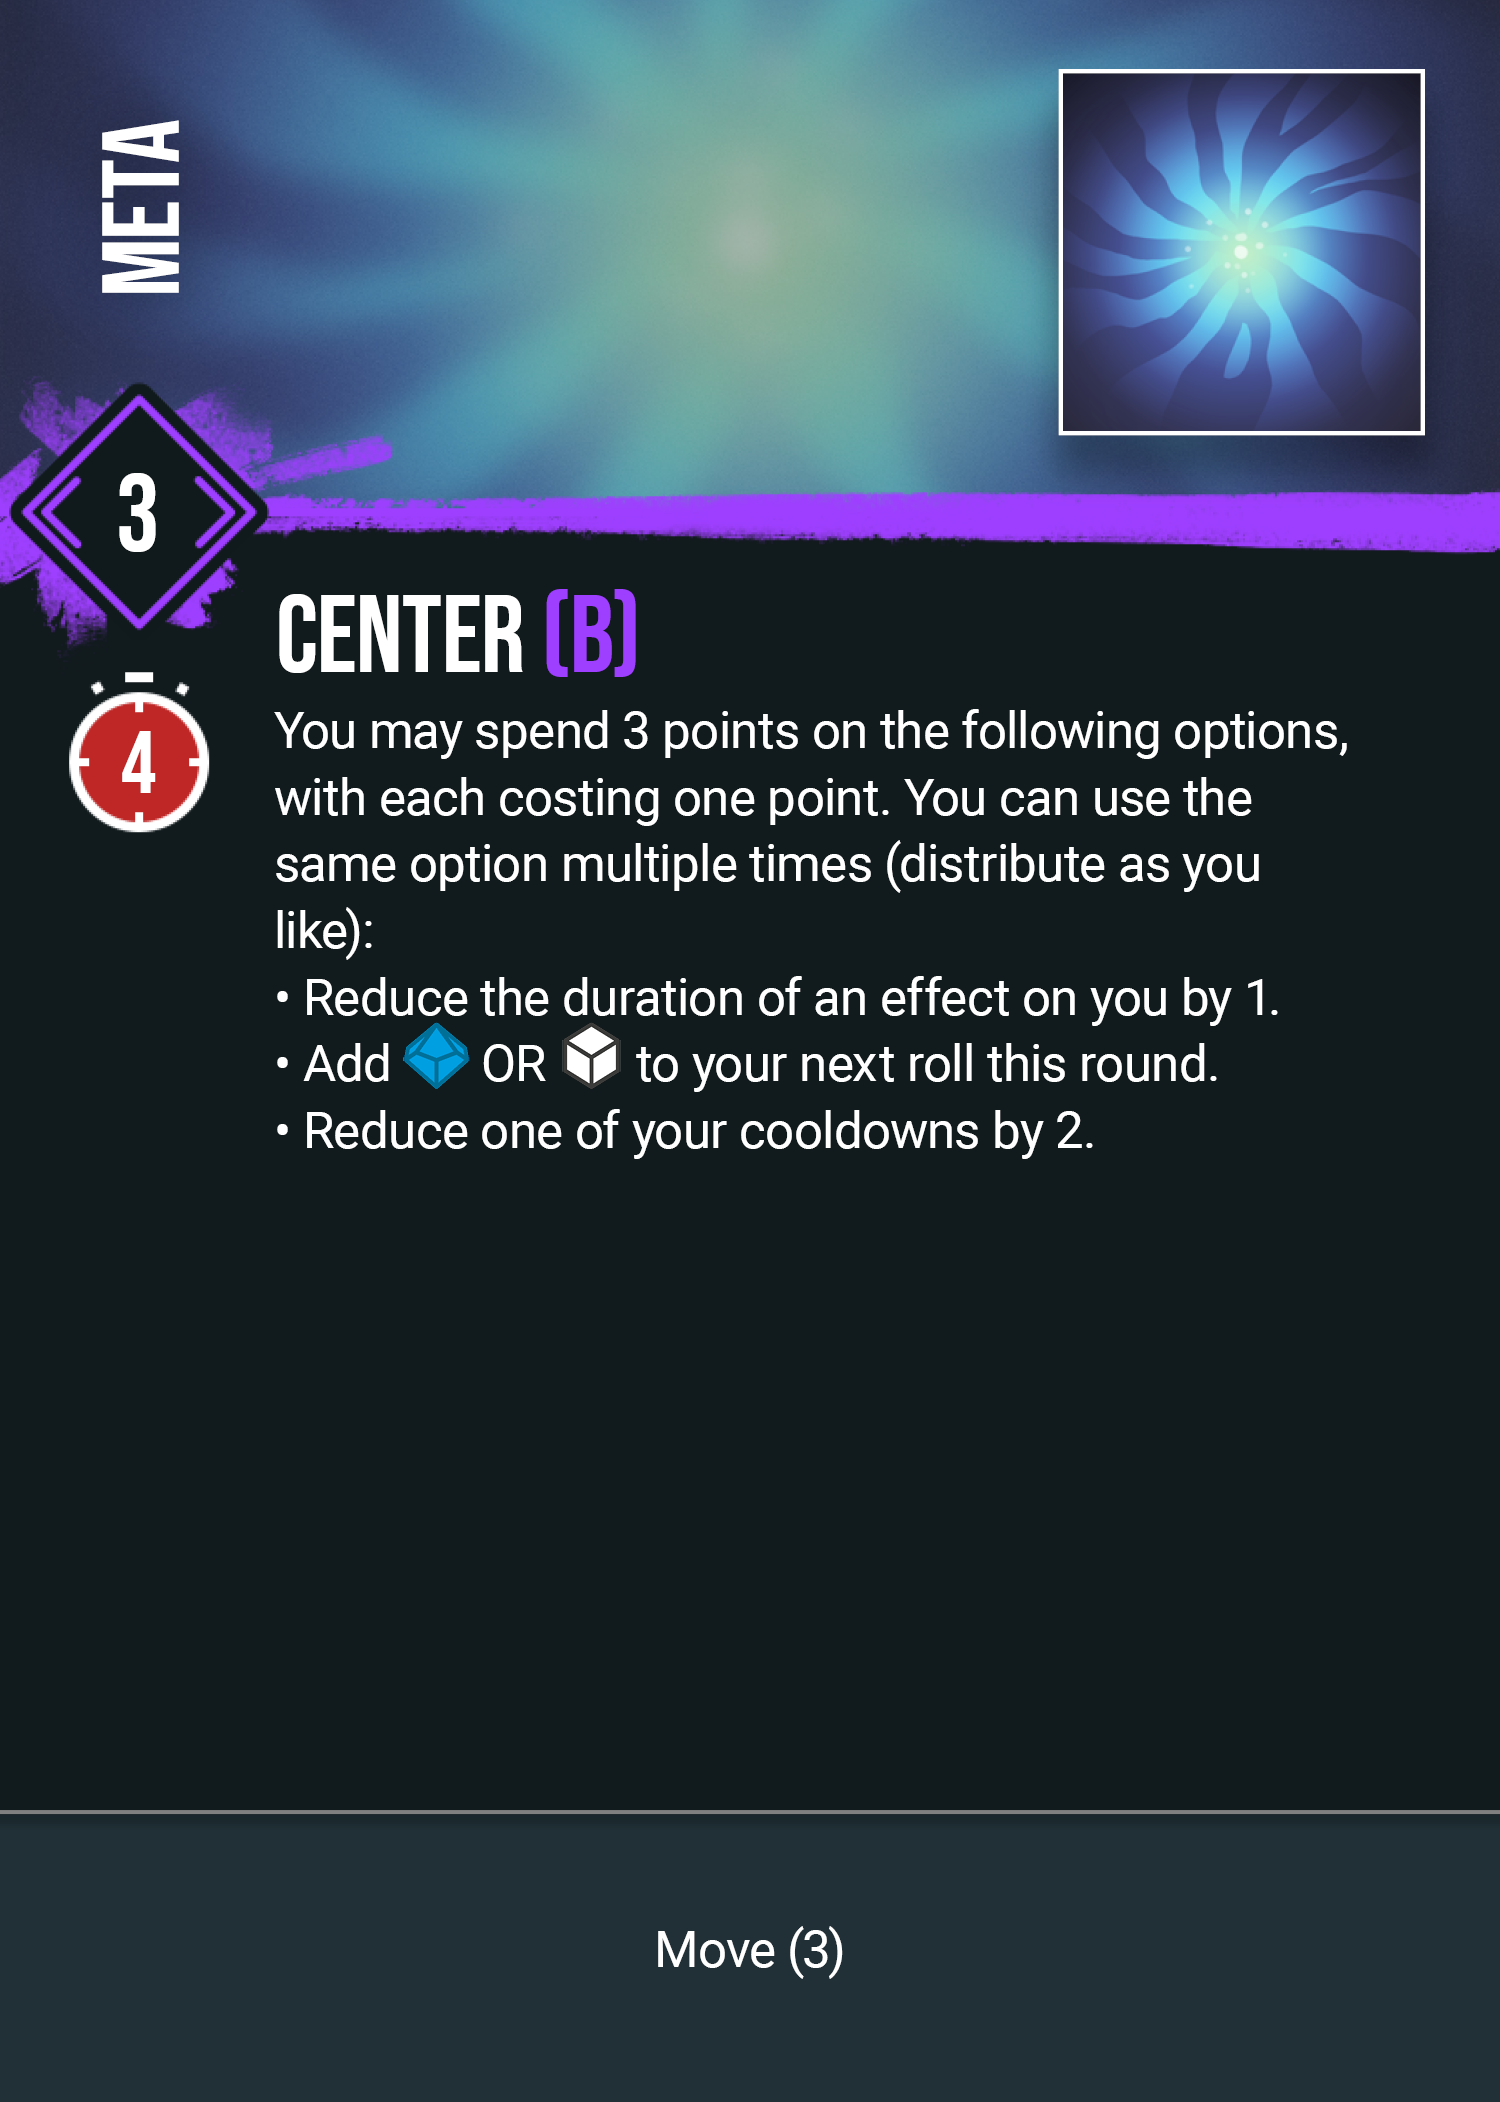 META
3
CENTER (B)
4
You may spend 3 points on the following options,
with each costing one point. You can use the
same option multiple times (distribute as you
like):
• Reduce the duration of an effect on you by 1.
• Add OR to your next roll this round.
• Reduce one of your cooldowns by 2.
Move (3)